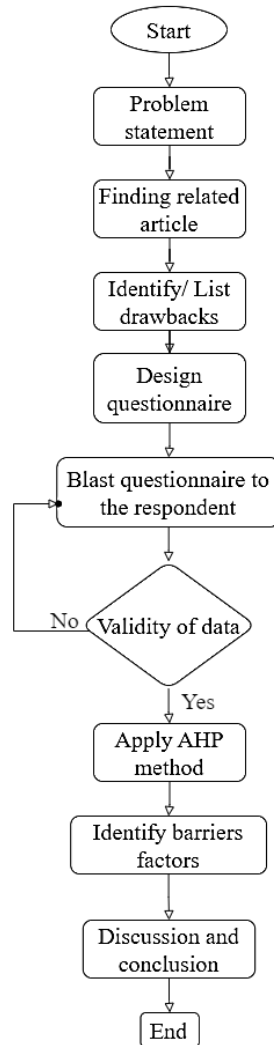 Start
Problem
statement
Finding related
article
Identify/ List
drawbacks
Design
questionnaire
Blast questionnaire to
the respondent
No
Validity of data
Yes
Apply AHP
method
Identify barriers
factors
Discussion and
conclusion
End